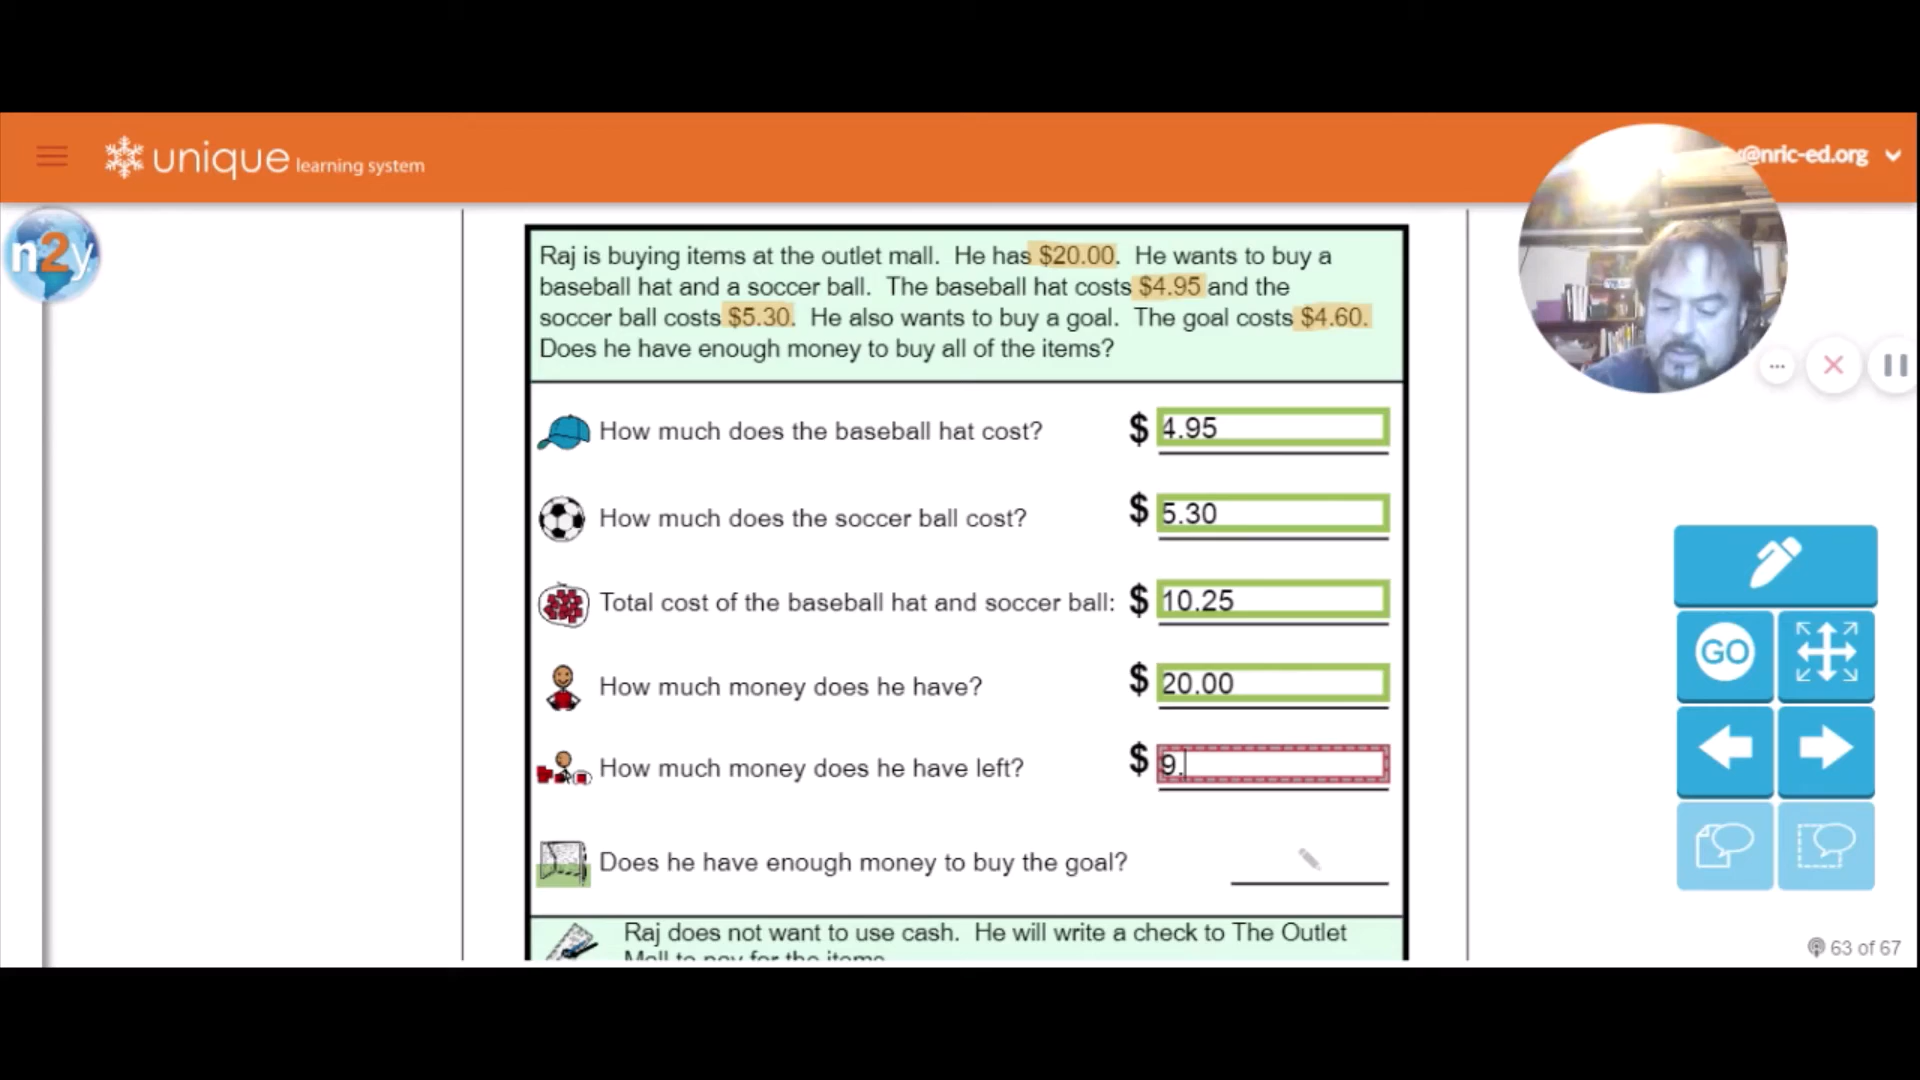 unique learning system
@nric-ed.org
n2y
Raj is buying items at the outlet mall. He has $20.00. He wants to buy a
baseball hat and a soccer ball. The baseball hat costs $4.95 and the
soccer ball costs $5.30. He also wants to buy a goal. The goal costs $4.60.
Does he have enough money to buy all of the items?
How much does the baseball hat cost? $ 4.95
How much does the soccer ball cost? $ 5.30
Total cost of the baseball hat and soccer ball: $ 10.25
How much money does he have? $ 20.00
How much money does he have left? $ 9.
Does he have enough money to buy the goal?
GO
Raj does not want to use cash. He will write a check to The Outlet
Mall to pay for the items
63 of 67